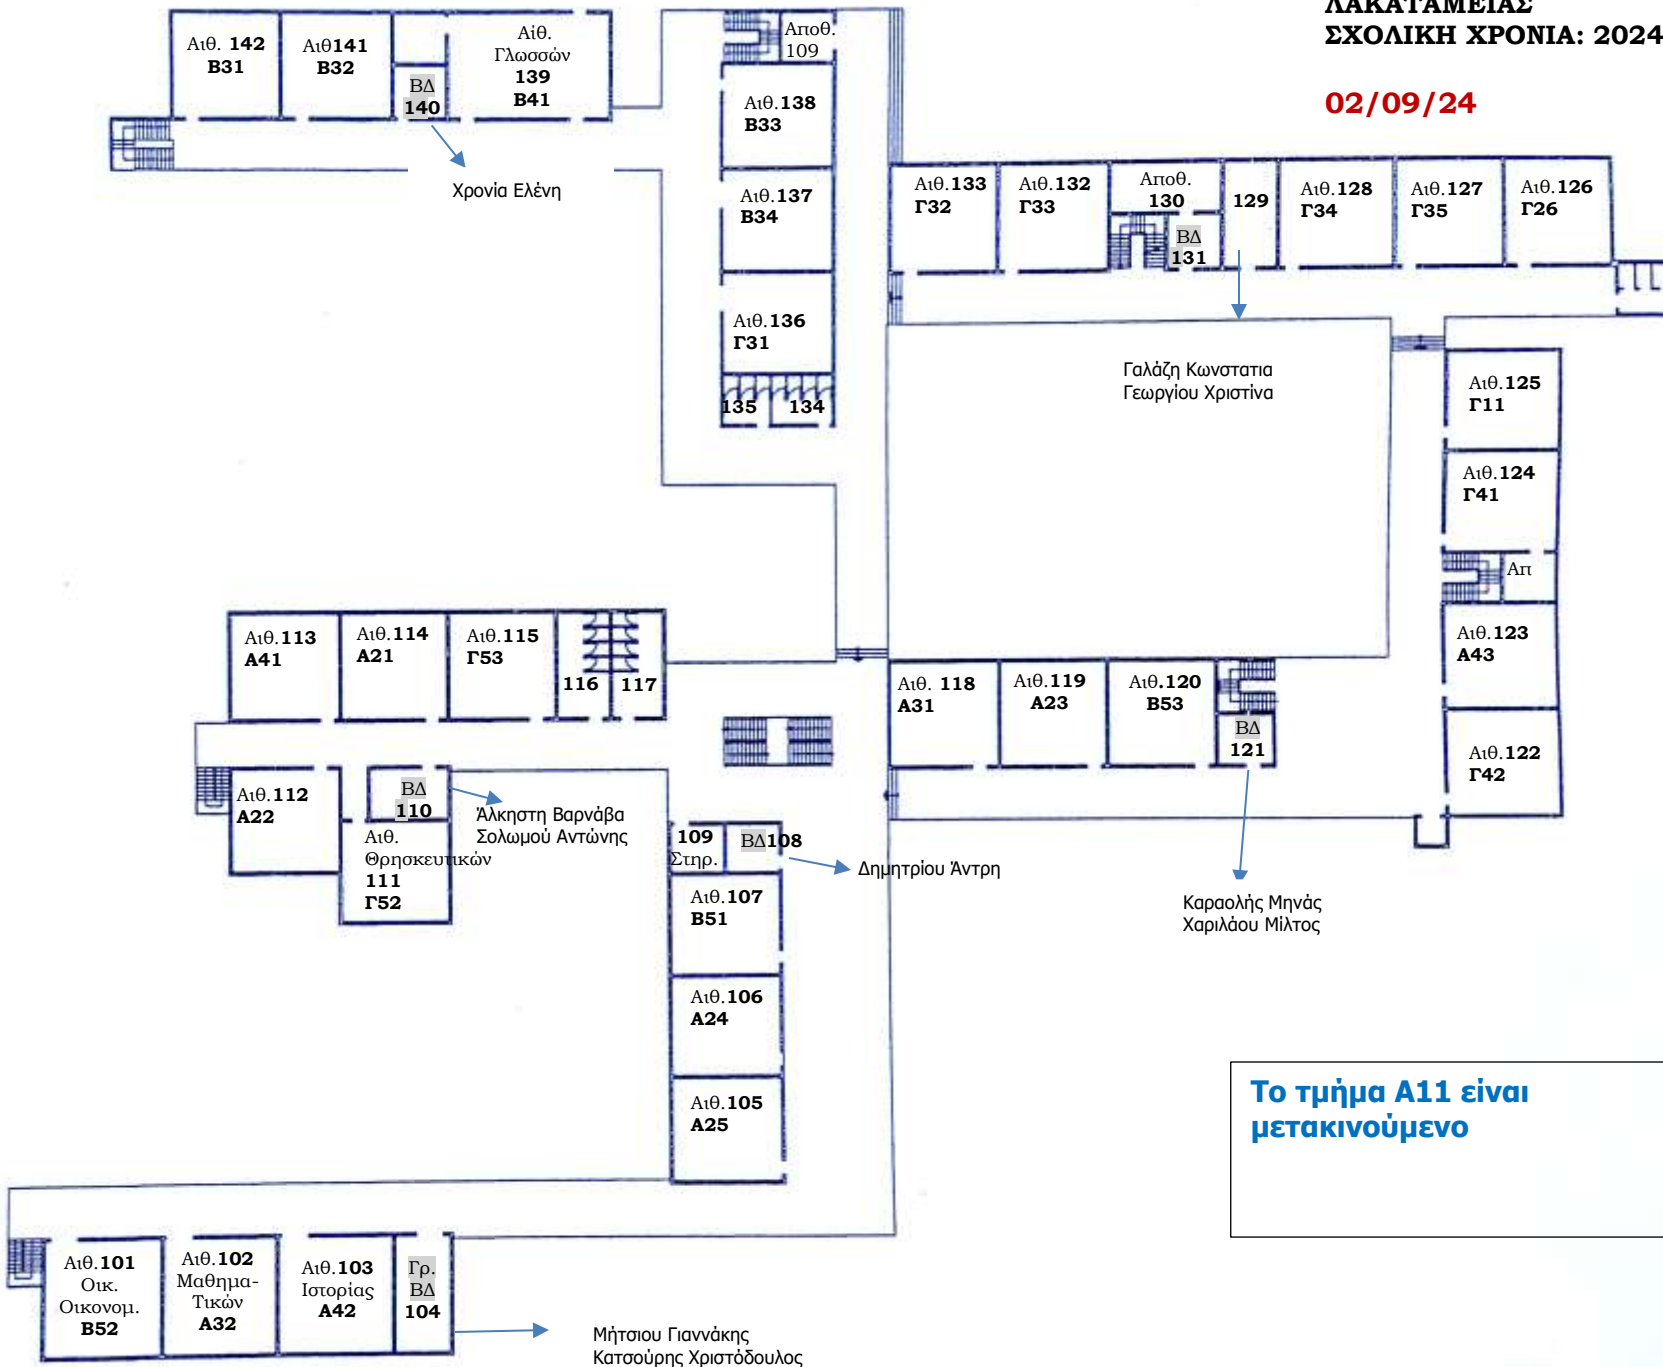 ΛΑΚΑΤΑΜΕΙΑΣ
ΣΧΟΛΙΚΗ ΧΡΟΝΙΑ: 2024
02/09/24
Αιθ. 142
Β31
Αιθ141
Β32
ΒΔ
140
Αίθ.
Γλωσσών
139
Β41
Χρονία Ελένη
Αποθ.
109
Αιθ.138
Β33
Αιθ.137
Β34
Αιθ.136
Γ31
135
134
Αιθ.133
Γ32
Αιθ.132
Γ33
Αποθ.
130
ΒΔ
131
129
Αιθ.128
Γ34
Αιθ.127
Γ35
Αιθ.126
Γ26
Γαλάζη Κωνστατια
Γεωργίου Χριστίνα
Αιθ.125
Γ11
Αιθ.124
Γ41
Απ
Αιθ.123
Α43
Αιθ.122
Γ42
Αιθ.113
Α41
Αιθ.114
Α21
Αιθ.115
Γ53
116
117
Αιθ. 118
Α31
Αιθ.119
Α23
Αιθ.120
Β53
ΒΔ
121
Καραολής Μηνάς
Χαριλάου Μίλτος
Αιθ.112
Α22
ΒΔ
110
Άλκηστη Βαρνάβα
Σολωμού Αντώνης
Αιθ.
Θρησκευτικών
111
Γ52
109
Στηρ.
ΒΔ108
Δημητρίου Άντρη
Αιθ.107
Β51
Αιθ.106
Α24
Αιθ.105
Α25
Το τμήμα Α11 είναι
μετακινούμενο
Αιθ.101
Οικ.
Οικονομ.
Β52
Αιθ.102
Μαθημα-
Τικών
Α32
Αιθ.103
Ιστορίας
Α42
Γρ.
ΒΔ
104
Μήτσιου Γιαννάκης
Κατσούρης Χριστόδουλος